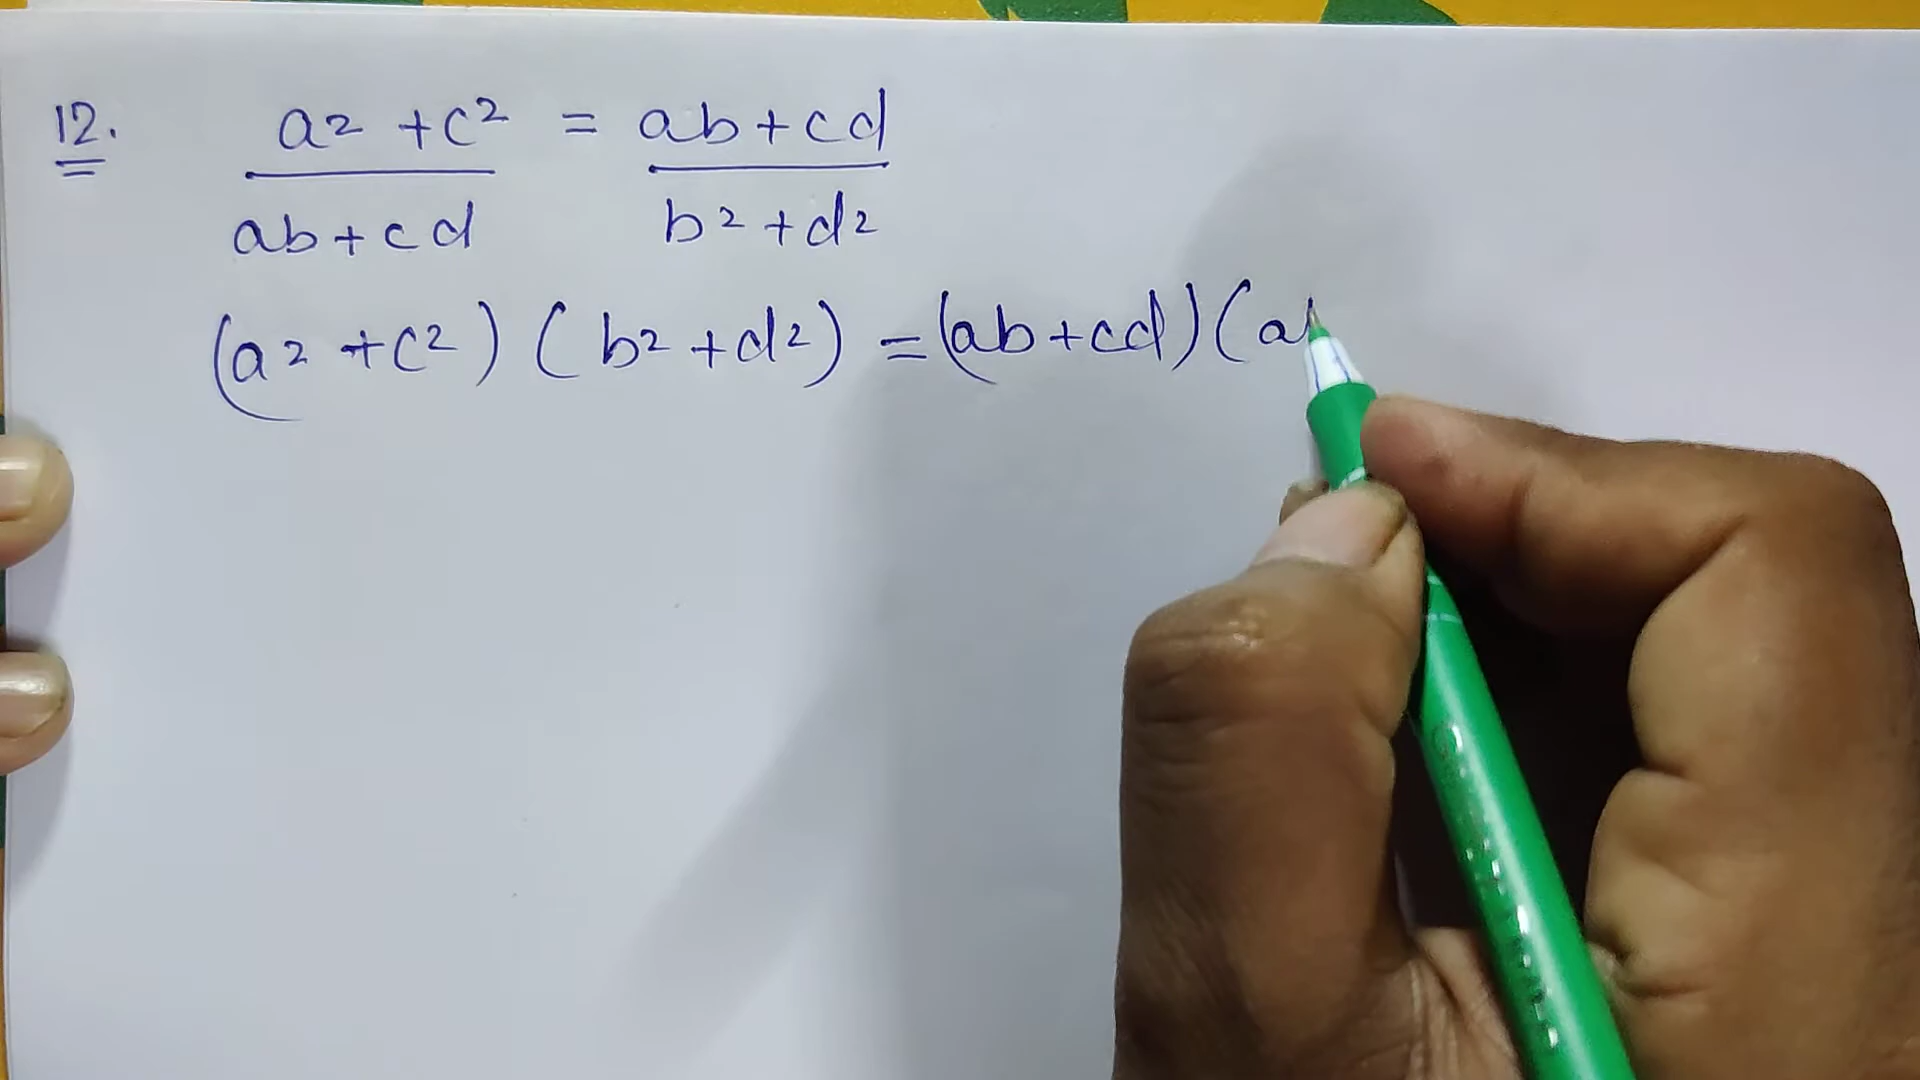 12. a² + c² = ab + cd
ab + cd b² + d²
(a² + c²) (b² + d²) = (ab + cd) (a